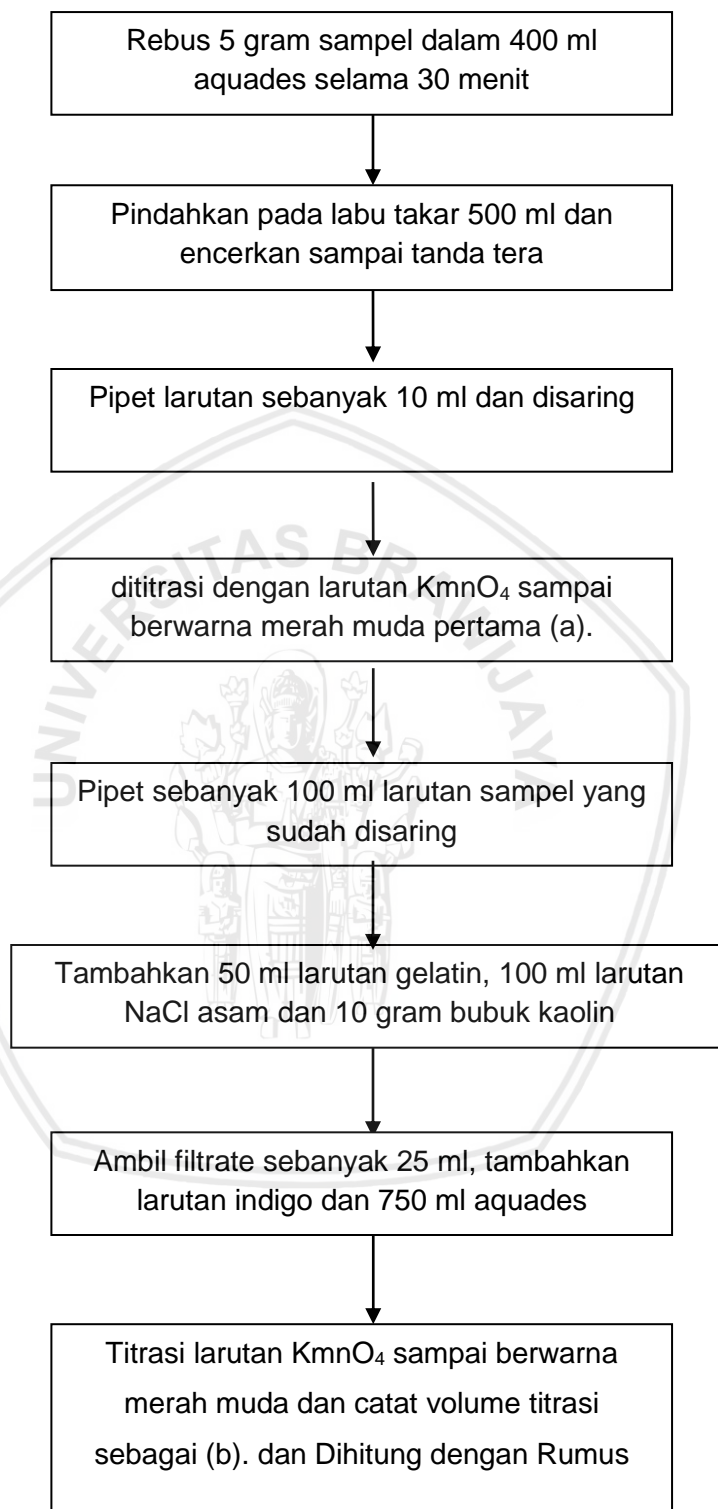 Rebus 5 gram sampel dalam 400 ml
aquades selama 30 menit
Pindahkan pada labu takar 500 ml dan
encerkan sampai tanda tera
Pipet larutan sebanyak 10 ml dan disaring
dititrasi dengan larutan KmnO₄ sampai
berwarna merah muda pertama (a).
Pipet sebanyak 100 ml larutan sampel yang
sudah disaring
Tambahkan 50 ml larutan gelatin, 100 ml larutan
NaCl asam dan 10 gram bubuk kaolin
Ambil filtrate sebanyak 25 ml, tambahkan
larutan indigo dan 750 ml aquades
Titrasi larutan KmnO₄ sampai berwarna
merah muda dan catat volume titrasi
sebagai (b). dan Dihitung dengan Rumus
UNIVERSITAS BRAWIJAYA